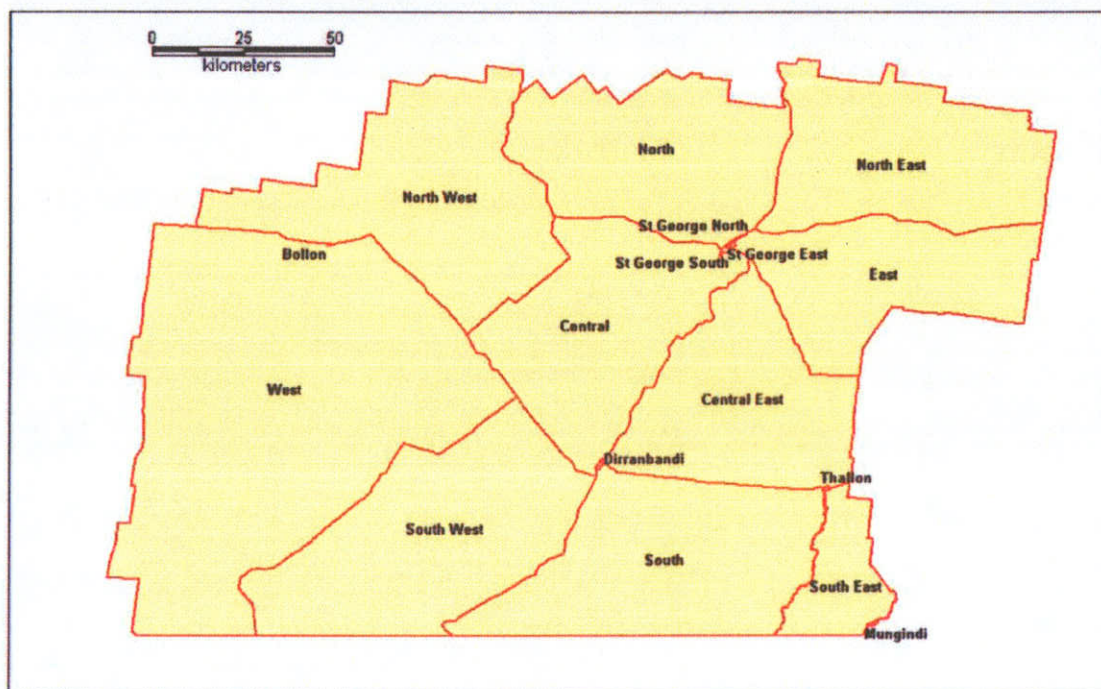 0 25 50
kilometers
North
North East
North West
St George North
Bollon
St George East
St George South
East
Central
West
Central East
Dirranbandi
Thallon
South West
South
South East
Mungindi